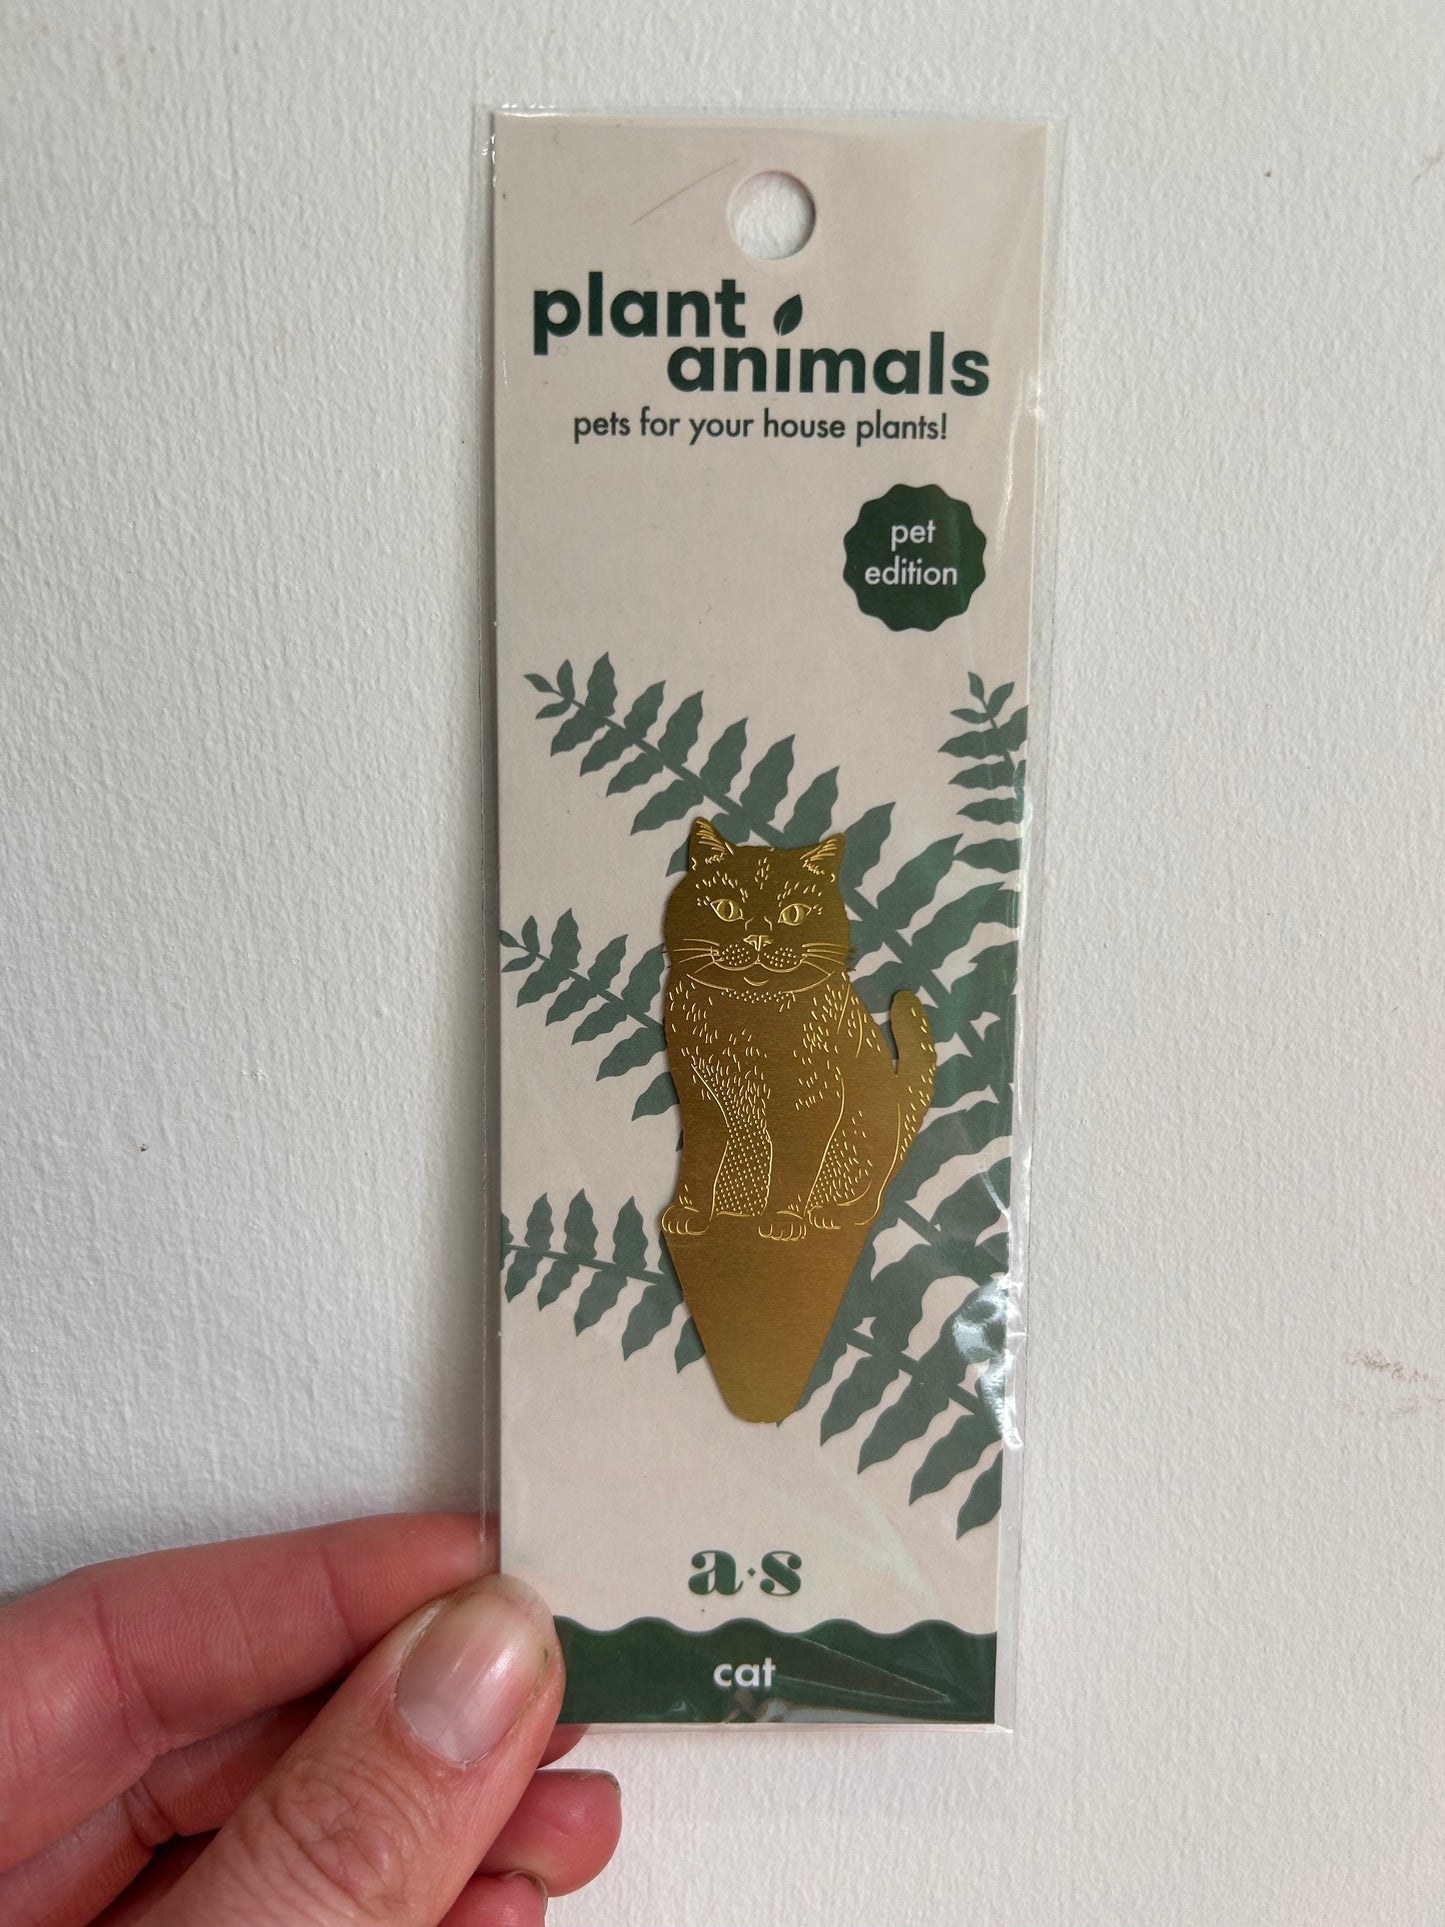 plant
animals
pets for your house plants!
pet
edition
a·s
cat